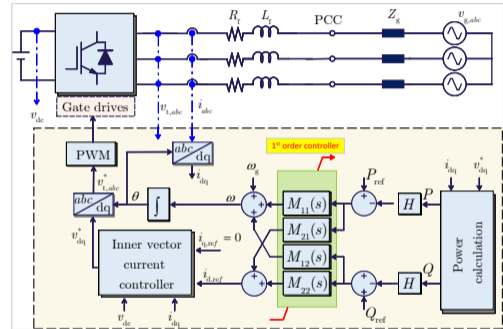 R_f L_f PCC Z_g v_g,abc
Gate drives
v_dc v_t,abc i_abc
PWM abc dq
1st order controller
v*_t,abc i_dq
ω_g P_ref i_dq v_dq
abc dq θ ∫ ω M_11(s) H P
M_21(s)
v*_dq i_q,ref = 0 M_12(s)
Inner vector current controller
i_d,ref M_22(s) H Q
Power calculation
Q_ref
v_dc i_dq